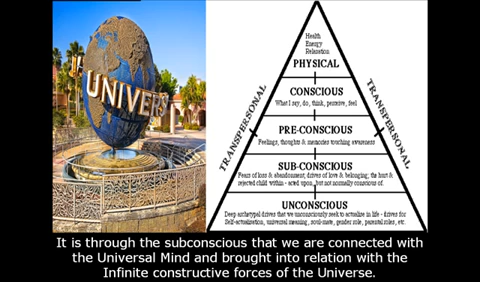 UNIVERS
Health
Energy
Relaxation
PHYSICAL
CONSCIOUS
What I say, do, think, perceive, feel
PRE-CONSCIOUS
Feelings, thoughts & memories touching awareness
SUB-CONSCIOUS
Fears of loss & abandonment, drives of love & belonging; the hurt &
rejected child within - acted upon, but not normally conscious of.
UNCONSCIOUS
Deep archetypal drives that we unconsciously seek to actualize in life - drives for
Self-actualization, universal meaning, soul-mate, gender role, parental roles, etc.
TRANSPERSONAL
TRANSPERSONAL
It is through the subconscious that we are connected with
the Universal Mind and brought into relation with the
Infinite constructive forces of the Universe.